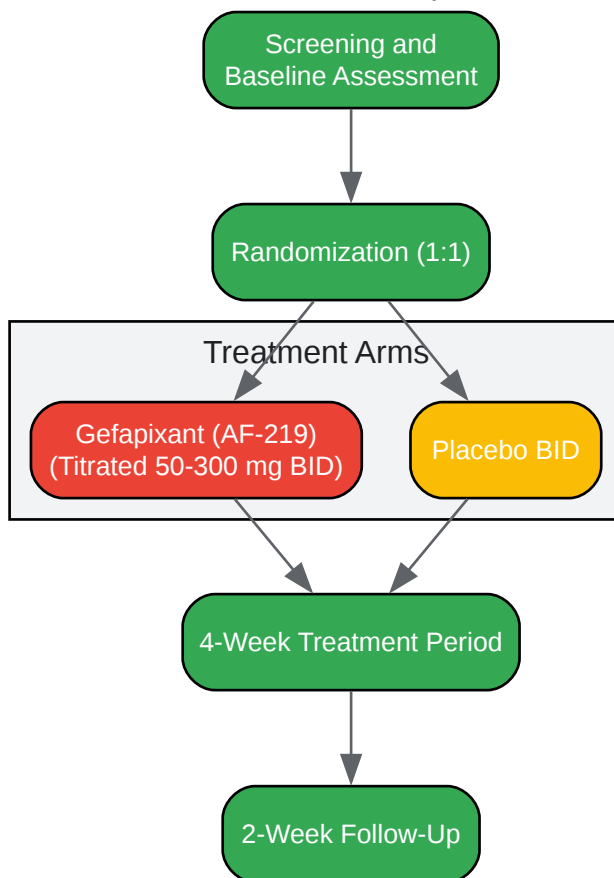 Screening and
Baseline Assessment
Randomization (1:1)
Treatment Arms
Gefapixant (AF-219)
(Titrated 50-300 mg BID)
Placebo BID
4-Week Treatment Period
2-Week Follow-Up